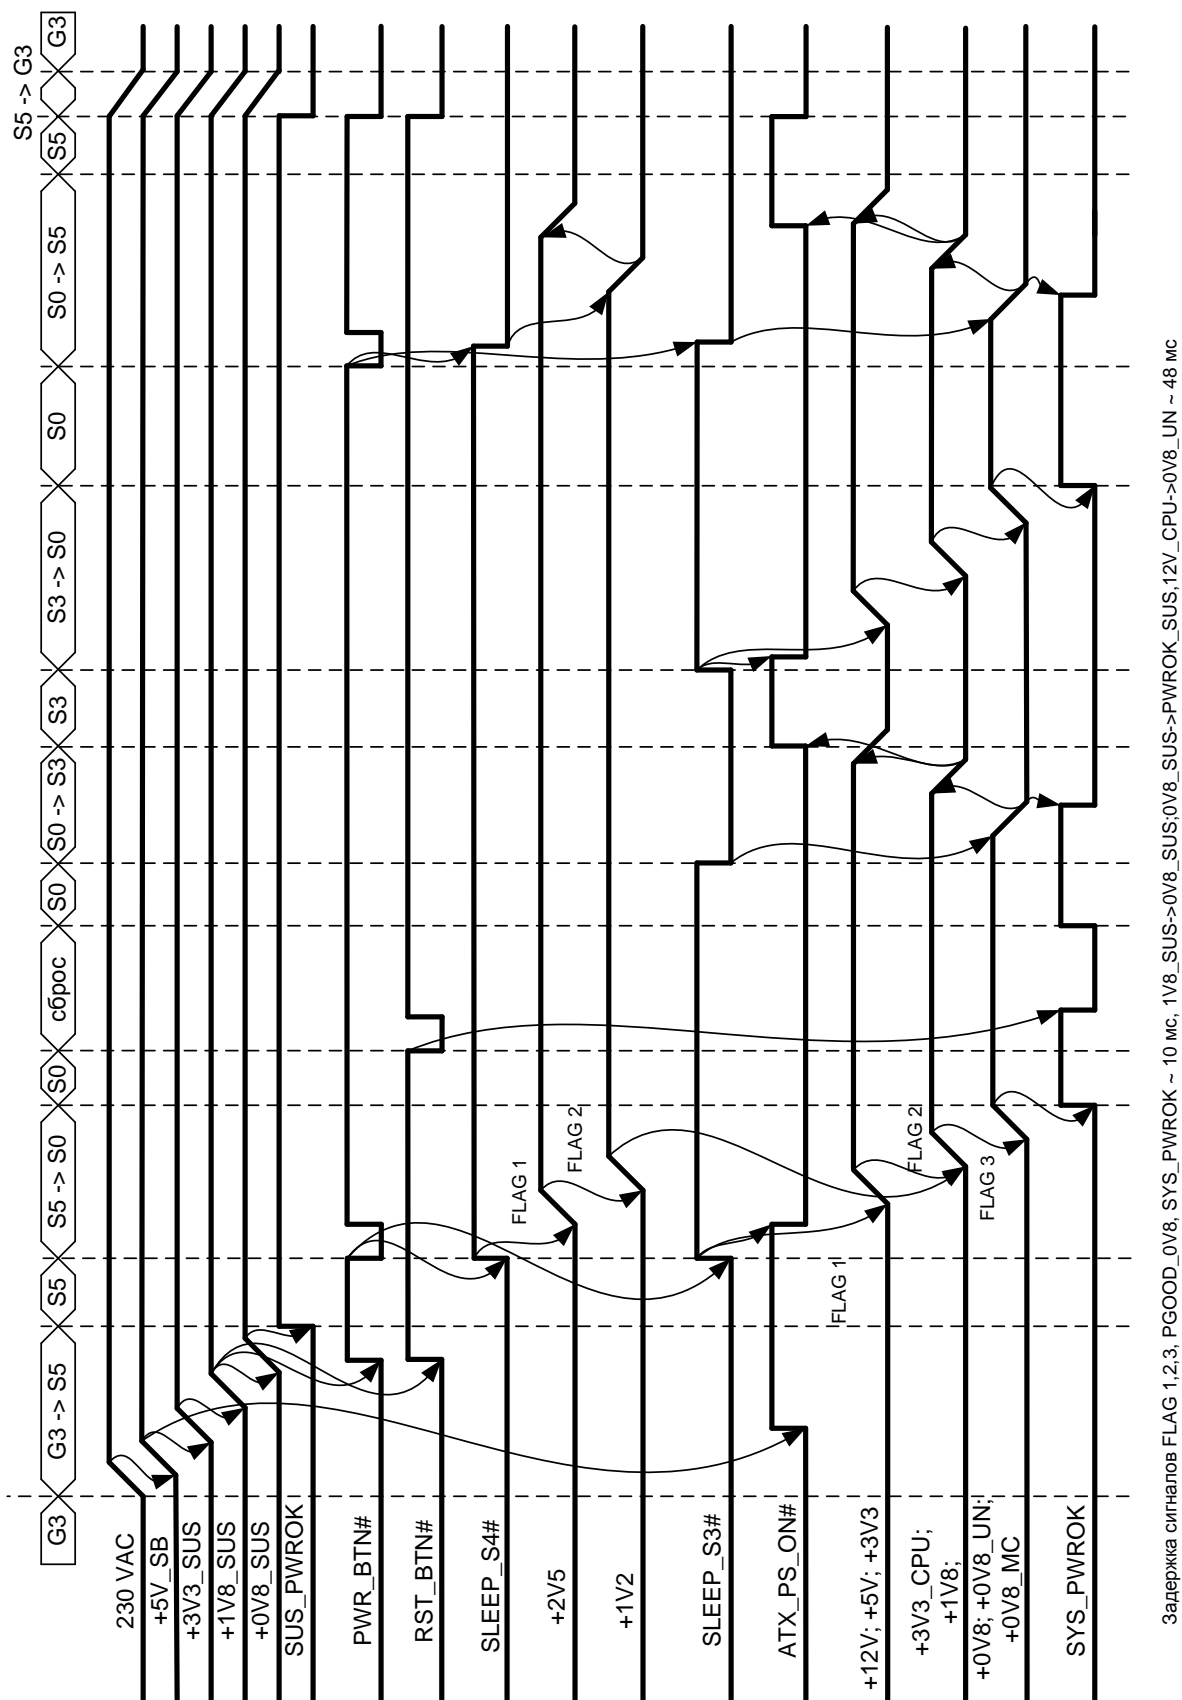 G3
G3 -> S5
S5
S5 -> S0
S0
сброс
S0
S0 -> S3
S3
S3 -> S0
S0
S0 -> S5
S5
S5 -> G3
G3
230 VAC
+5V_SB
+3V3_SUS
+1V8_SUS
+0V8_SUS
SUS_PWROK
PWR_BTN#
RST_BTN#
SLEEP_S4#
FLAG 1
+2V5
FLAG 2
+1V2
SLEEP_S3#
ATX_PS_ON#
FLAG 1
+12V; +5V; +3V3
FLAG 2
+3V3_CPU;
+1V8;
FLAG 3
+0V8; +0V8_UN;
+0V8_MC
SYS_PWROK
Задержка сигналов FLAG 1,2,3, PGOOD_0V8, SYS_PWROK ~ 10 мс, 1V8_SUS->0V8_SUS;0V8_SUS->PWROK_SUS,12V_CPU->0V8_UN ~ 48 мс